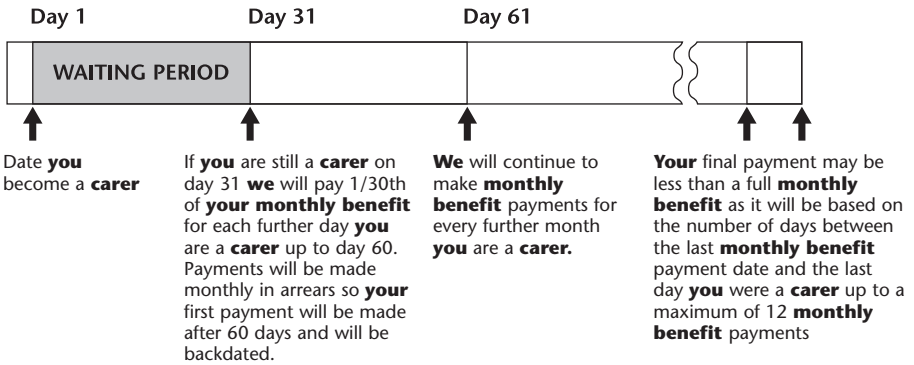 Day 1
Day 31
Day 61
WAITING PERIOD
Date you
become a carer
If you are still a carer on
day 31 we will pay 1/30th
of your monthly benefit
for each further day you
are a carer up to day 60.
Payments will be made
monthly in arrears so your
first payment will be made
after 60 days and will be
backdated.
We will continue to
make monthly
benefit payments for
every further month
you are a carer.
Your final payment may be
less than a full monthly
benefit as it will be based on
the number of days between
the last monthly benefit
payment date and the last
day you were a carer up to a
maximum of 12 monthly
benefit payments